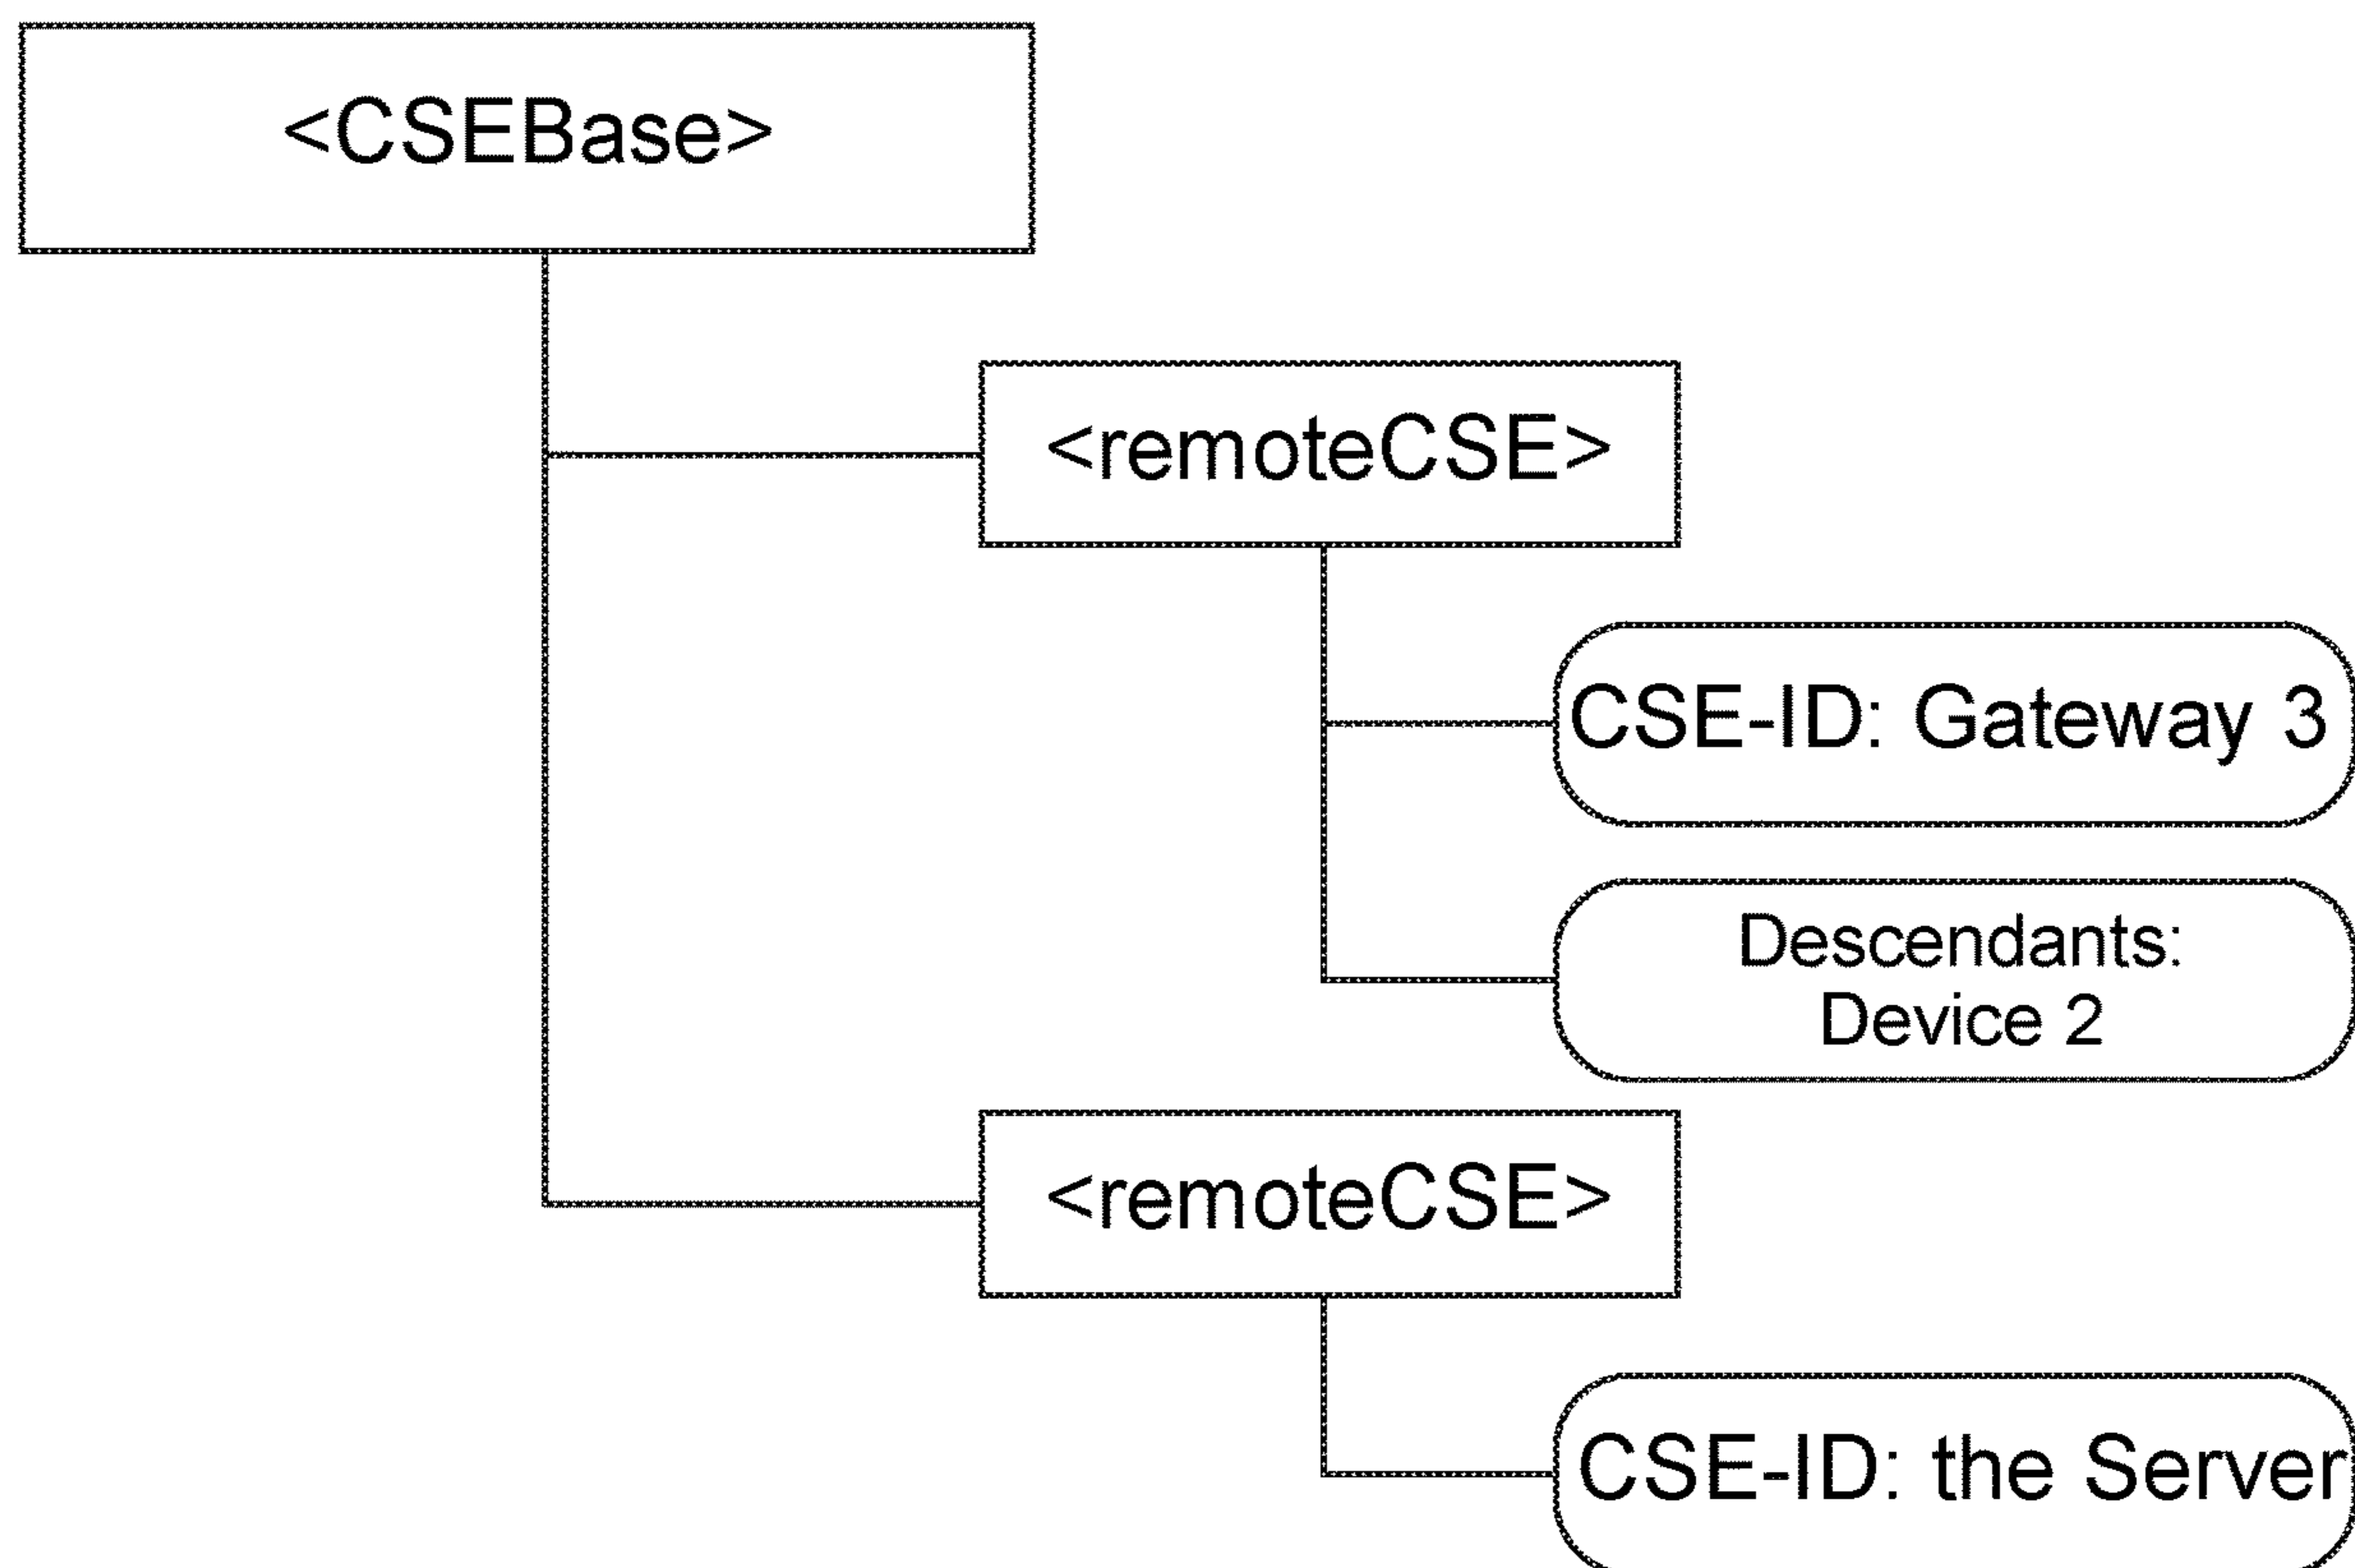 <CSEBase>
<remoteCSE>
CSE-ID: Gateway 3
Descendants:
Device 2
<remoteCSE>
CSE-ID: the Server